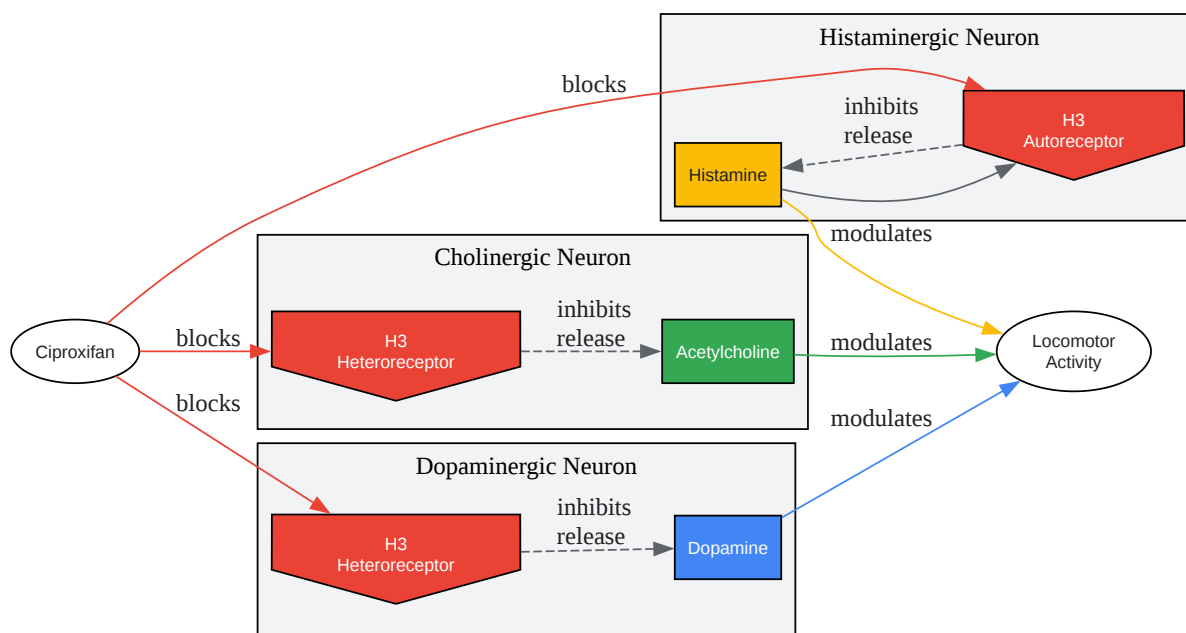 Histaminergic Neuron
blocks
inhibits
release
H3
Autoreceptor
Histamine
modulates
Cholinergic Neuron
Ciproxifan
blocks
H3
Heteroreceptor
inhibits
release
Acetylcholine
modulates
Locomotor
Activity
blocks
modulates
Dopaminergic Neuron
H3
Heteroreceptor
inhibits
release
Dopamine